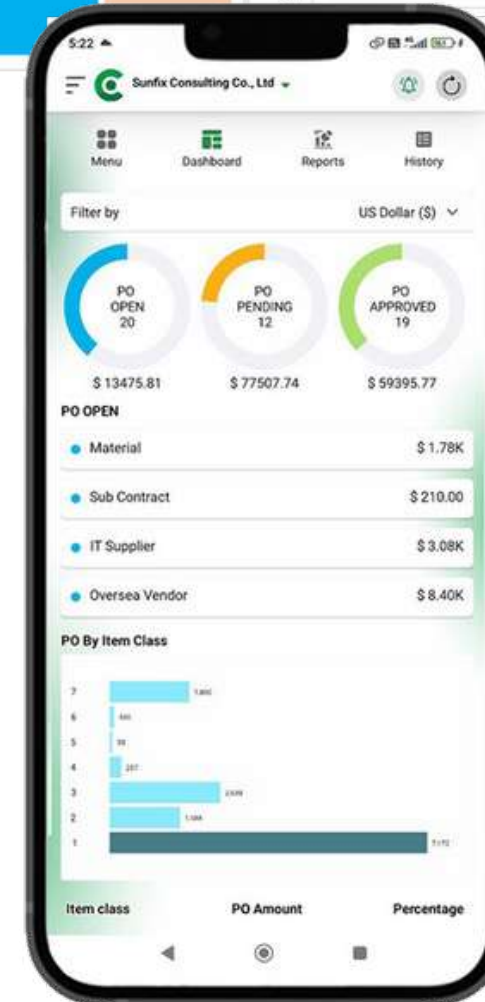 5:22
Sunfix Consulting Co., Ltd
Menu Dashboard Reports History
Filter by US Dollar ($)
PO OPEN 20
PO PENDING 12
PO APPROVED 19
$ 13475.81 $ 77507.74 $ 59395.77
PO OPEN
Material $ 1.78K
Sub Contract $ 210.00
IT Supplier $ 3.08K
Oversea Vendor $ 8.40K
PO By Item Class
7
6
5
4
3
2
1
Item class PO Amount Percentage